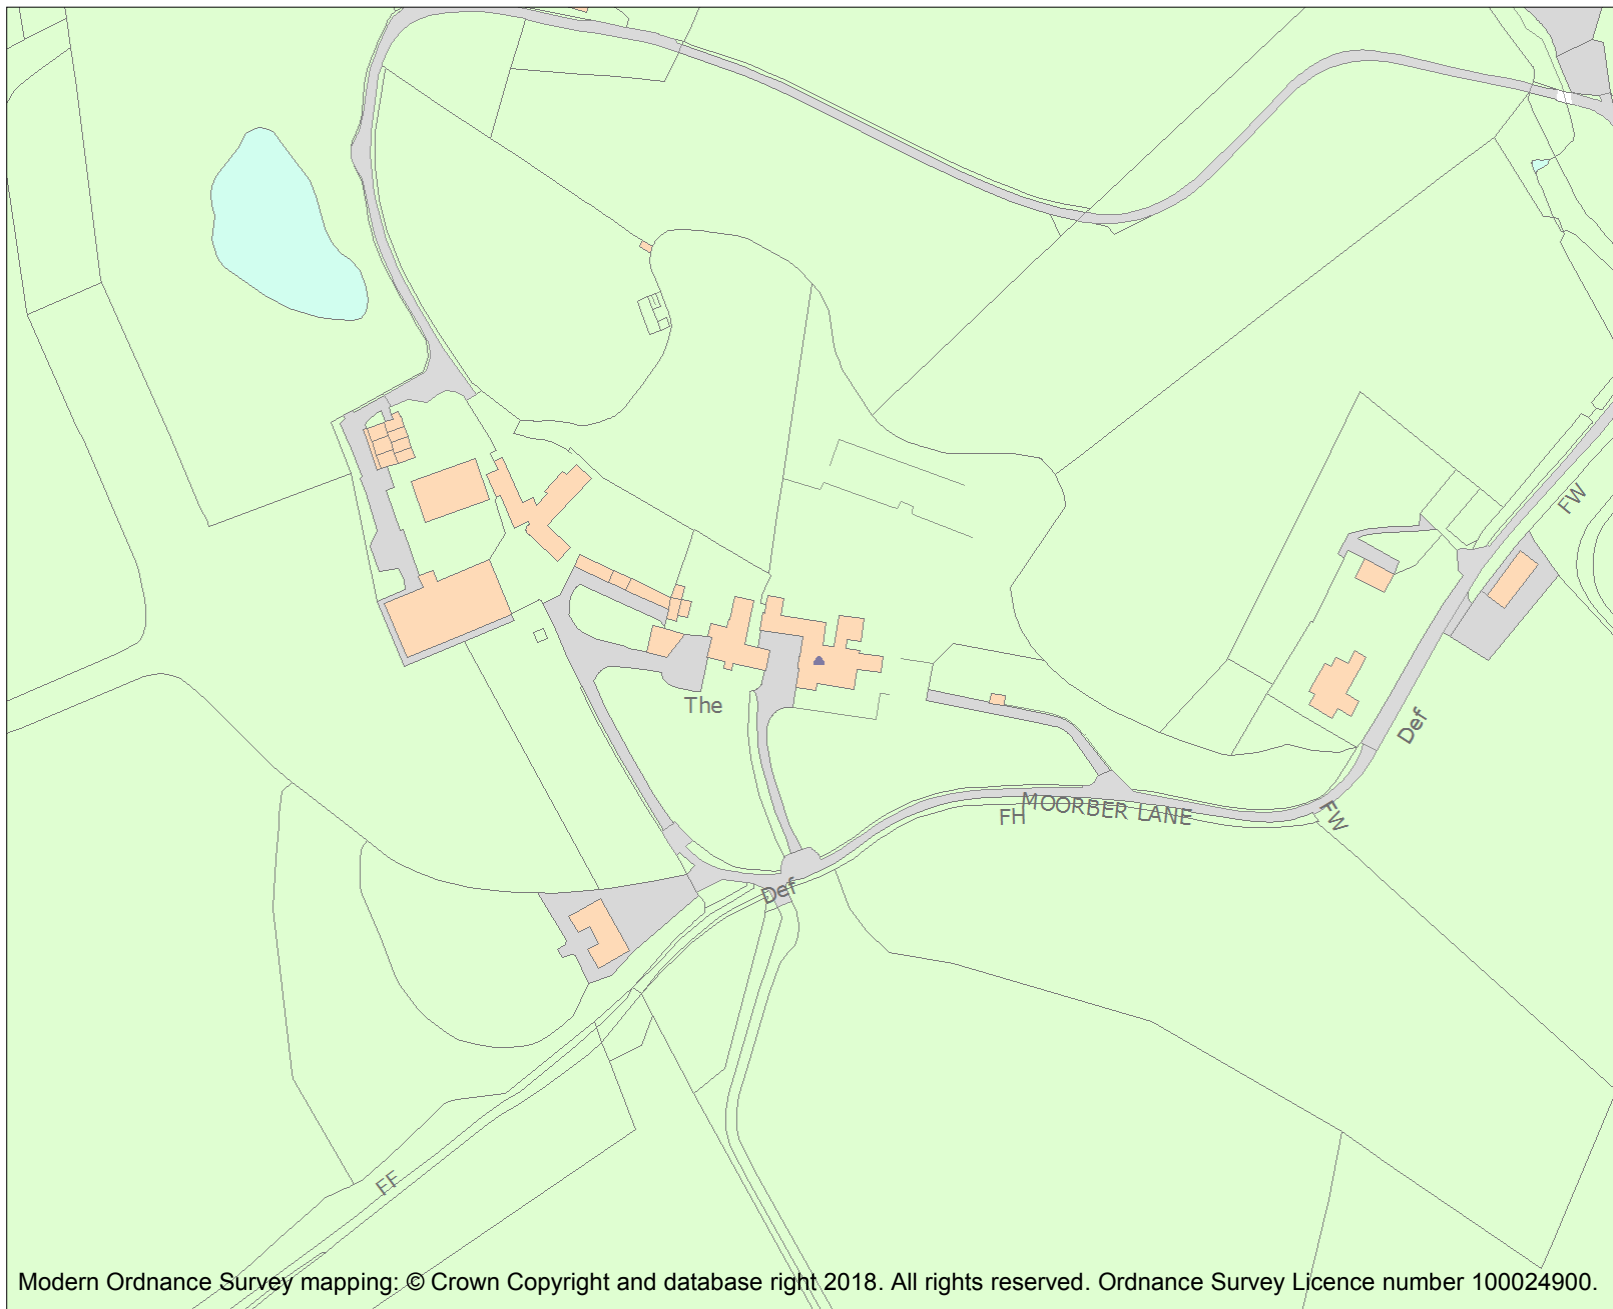 FW
The
Def
MOORBER LANE
FH
FW
Def
FF
Modern Ordnance Survey mapping: © Crown Copyright and database right 2018. All rights reserved. Ordnance Survey Licence number 100024900.